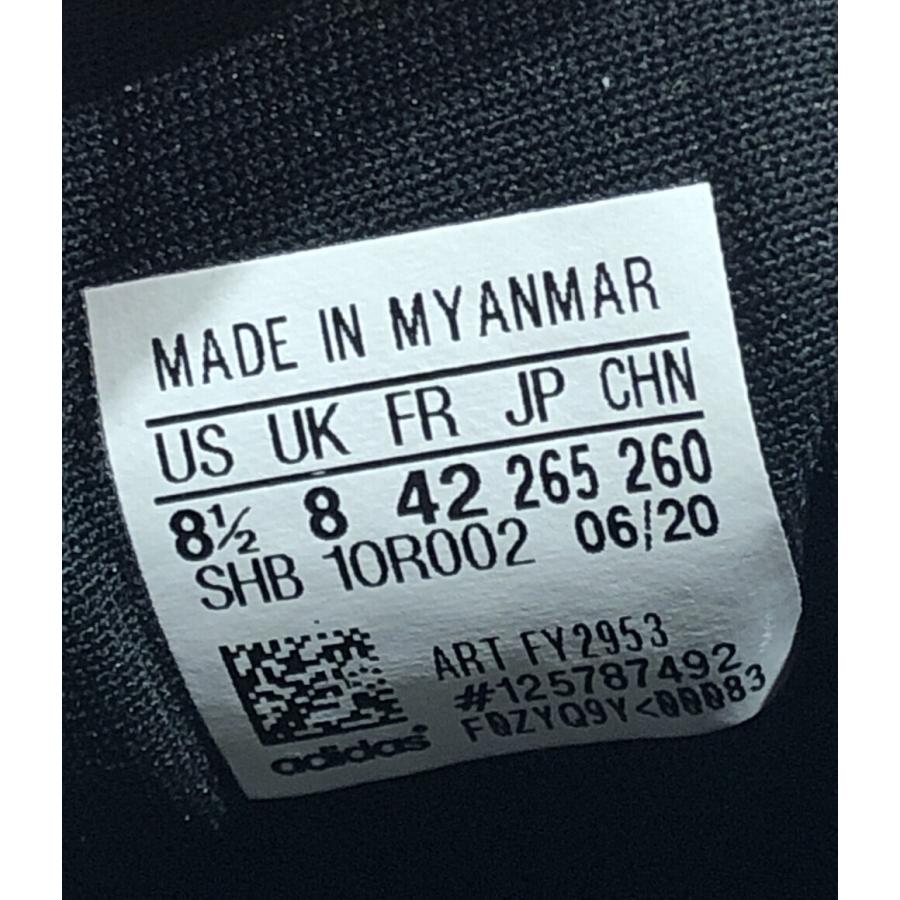 MADE IN MYANMAR
US UK FR JP CHN
8½ 8 42 265 260
SHB 10R002 06/20
ART FY2953
#125787492
F0ZYQ9Y<00083
adidas